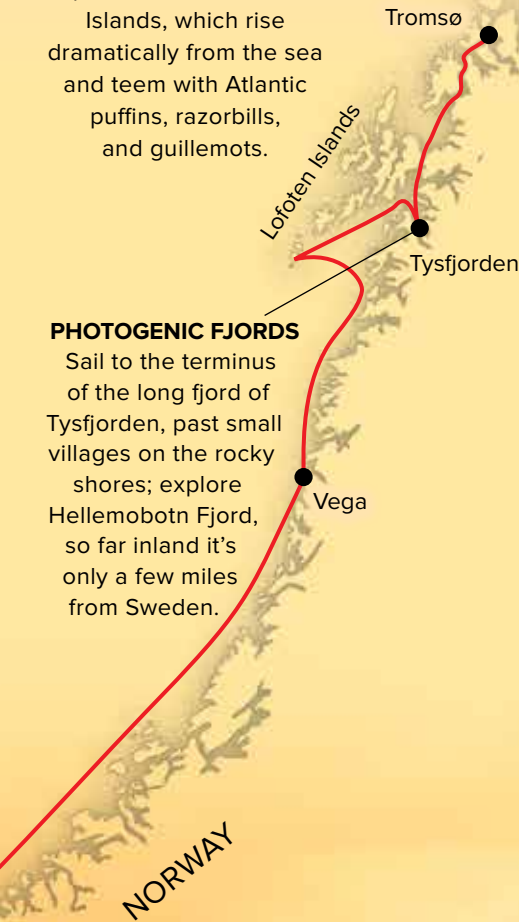 Islands, which rise
dramatically from the sea
and teem with Atlantic
puffins, razorbills,
and guillemots.
Tromsø
Lofoten Islands
Tysfjorden
PHOTOGENIC FJORDS
Sail to the terminus
of the long fjord of
Tysfjorden, past small
villages on the rocky
shores; explore
Hellemobotn Fjord,
so far inland it’s
only a few miles
from Sweden.
Vega
NORWAY